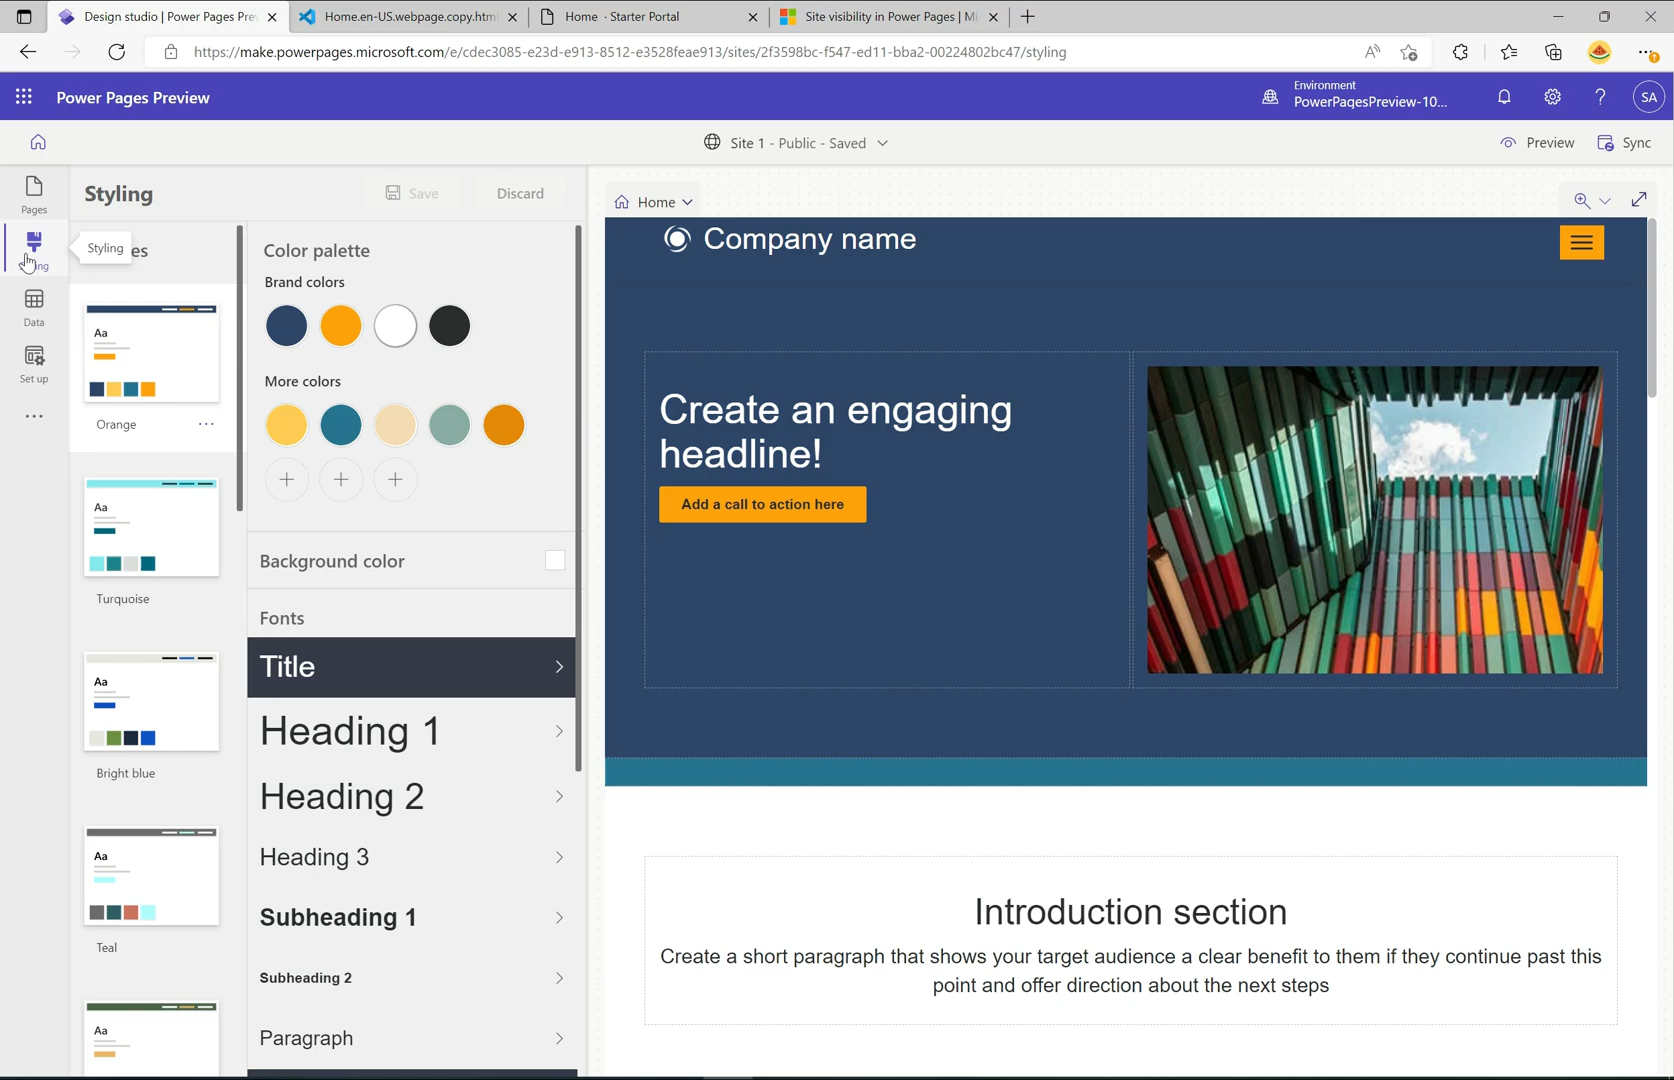 Design studio | Power Pages Pre
Home.en-US.webpage.copy.html
Home · Starter Portal
Site visibility in Power Pages | Mi
https://make.powerpages.microsoft.com/e/cdec3085-e23d-e913-8512-e3528feae913/sites/2f3598bc-f547-ed11-bba2-00224802bc47/styling
Power Pages Preview
Environment
PowerPagesPreview-10...
SA
Site 1 - Public - Saved
Preview
Sync
Pages
Styling
Data
Set up
Styling
Save
Discard
es
Aa
Orange
Aa
Turquoise
Aa
Bright blue
Aa
Teal
Aa
Color palette
Brand colors
More colors
Background color
Fonts
Title
Heading 1
Heading 2
Heading 3
Subheading 1
Subheading 2
Paragraph
Home
Company name
Create an engaging
headline!
Add a call to action here
Introduction section
Create a short paragraph that shows your target audience a clear benefit to them if they continue past this
point and offer direction about the next steps